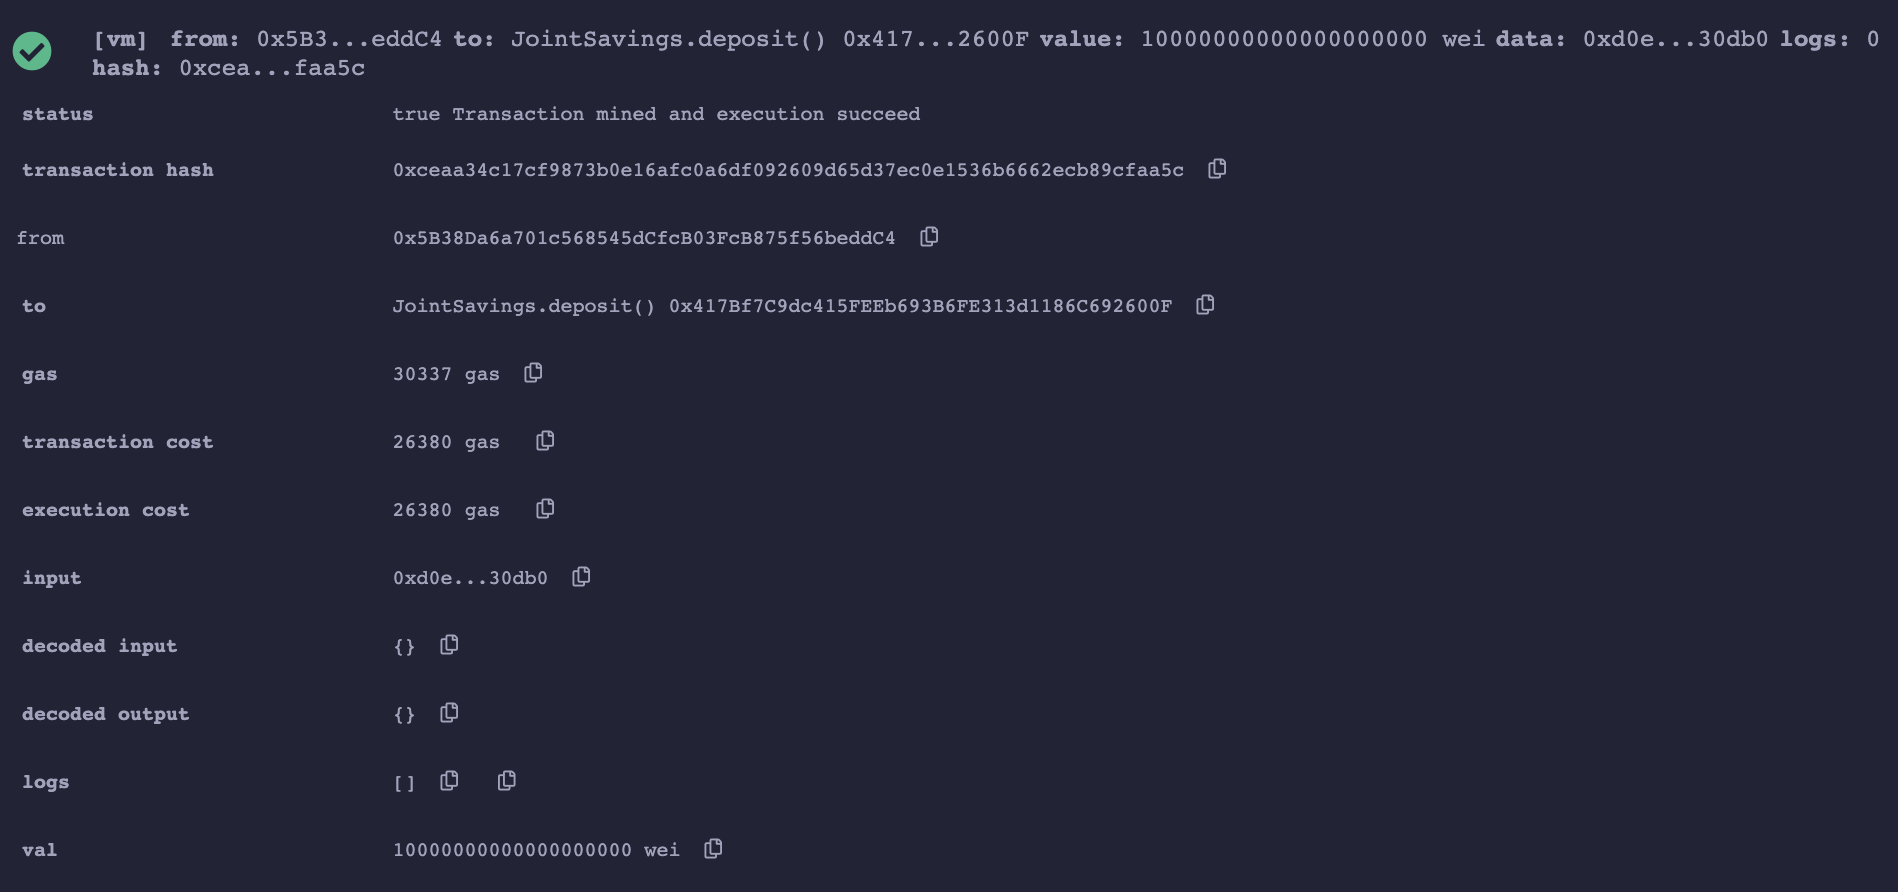 [vm] from: 0x5B3...eddC4 to: JointSavings.deposit() 0x417...2600F value: 10000000000000000000 wei data: 0xd0e...30db0 logs: 0
hash: 0xcea...faa5c
status true Transaction mined and execution succeed
transaction hash 0xceaa34c17cf9873b0e16afc0a6df092609d65d37ec0e1536b6662ecb89cfaa5c
from 0x5B38Da6a701c568545dCfcB03FcB875f56beddC4
to JointSavings.deposit() 0x417Bf7C9dc415FEEb693B6FE313d1186C692600F
gas 30337 gas
transaction cost 26380 gas
execution cost 26380 gas
input 0xd0e...30db0
decoded input {}
decoded output {}
logs []
val 10000000000000000000 wei